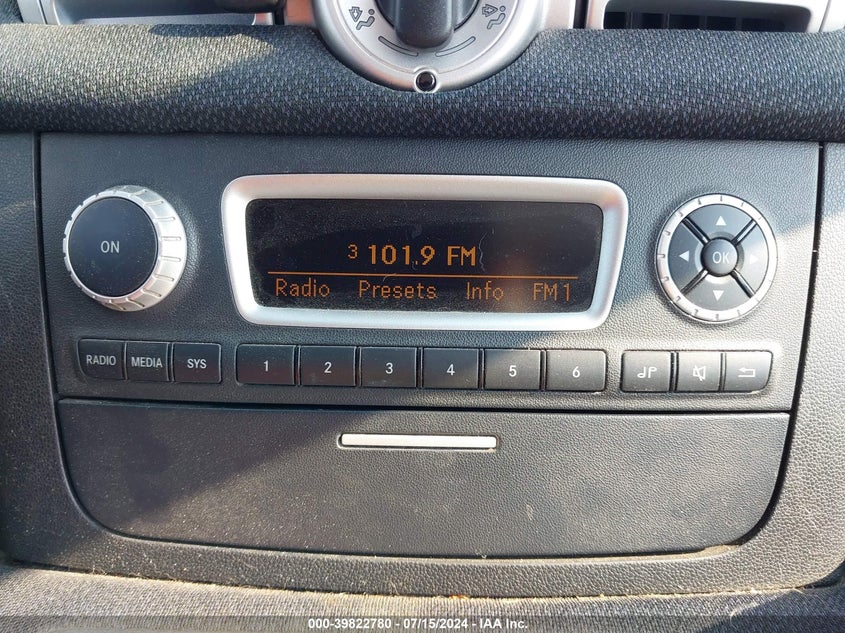 ON
3 101.9 FM
Radio Presets Info FM1
OK
RADIO MEDIA SYS 1 2 3 4 5 6
000-39822780 - 07/15/2024 - IAA Inc.